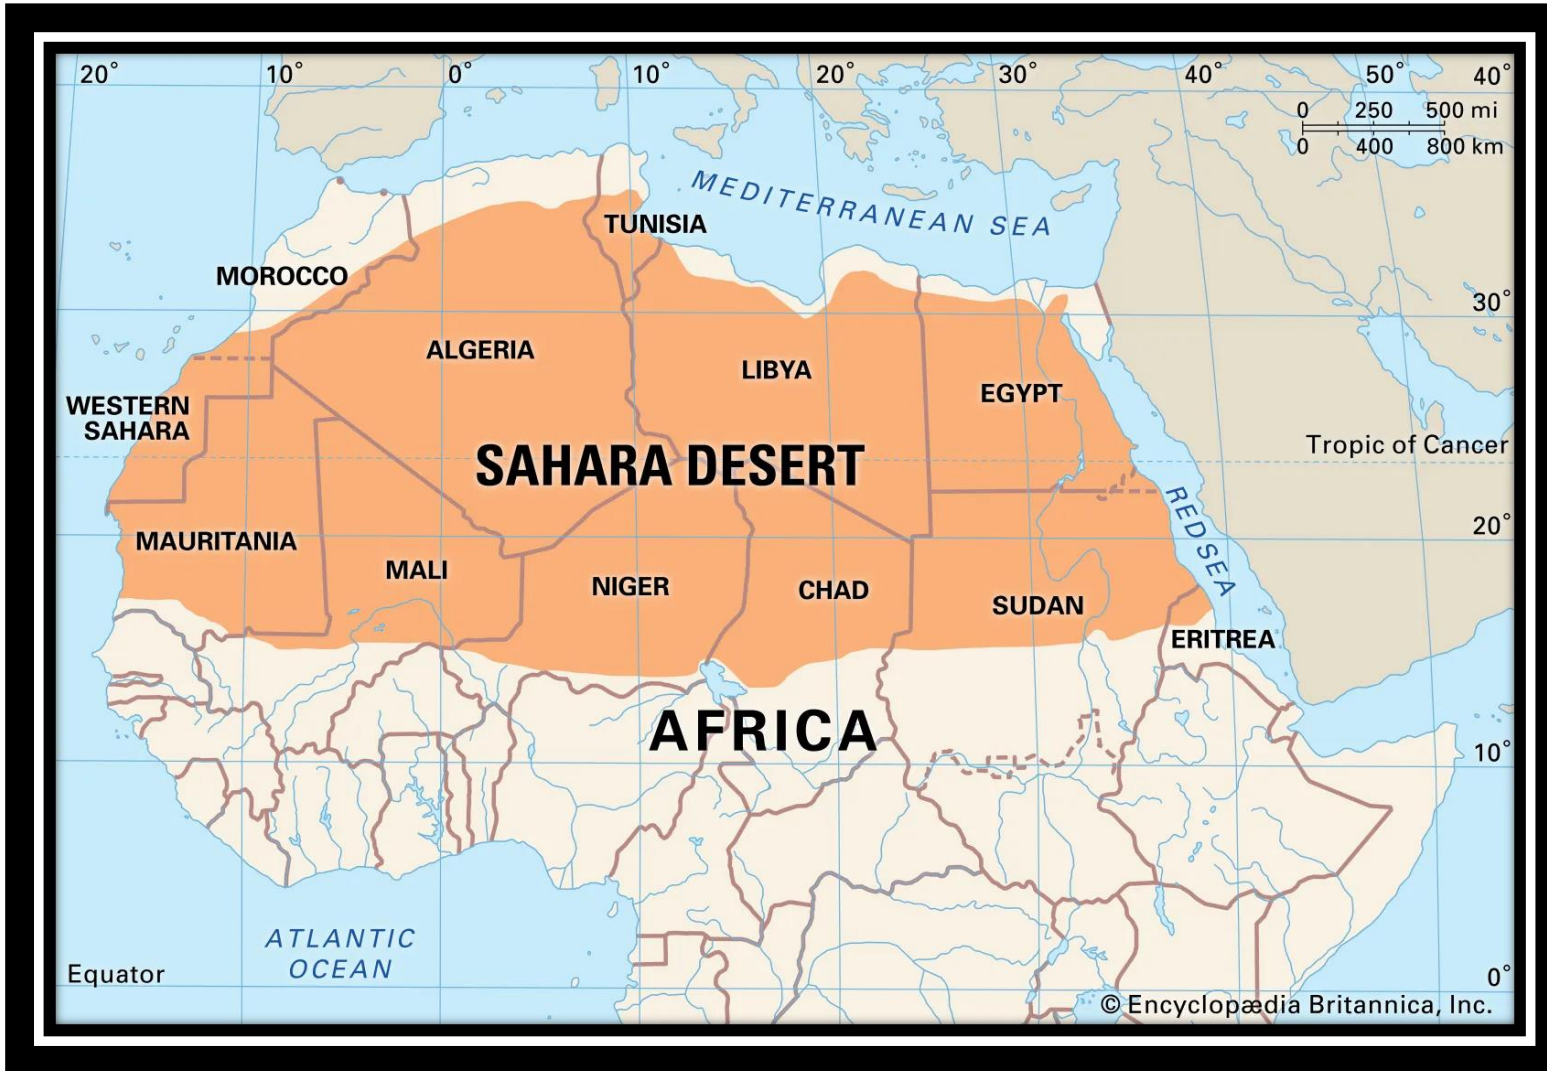 20° 10° 0° 10° 20° 30° 40° 50° 40°
0 250 500 mi
0 400 800 km
MEDITERRANEAN SEA
TUNISIA
MOROCCO
30°
ALGERIA
LIBYA
EGYPT
WESTERN
SAHARA
Tropic of Cancer
SAHARA DESERT
RED SEA
20°
MAURITANIA
MALI
NIGER
CHAD
SUDAN
ERITREA
AFRICA
10°
ATLANTIC
OCEAN
Equator
0°
© Encyclopædia Britannica, Inc.